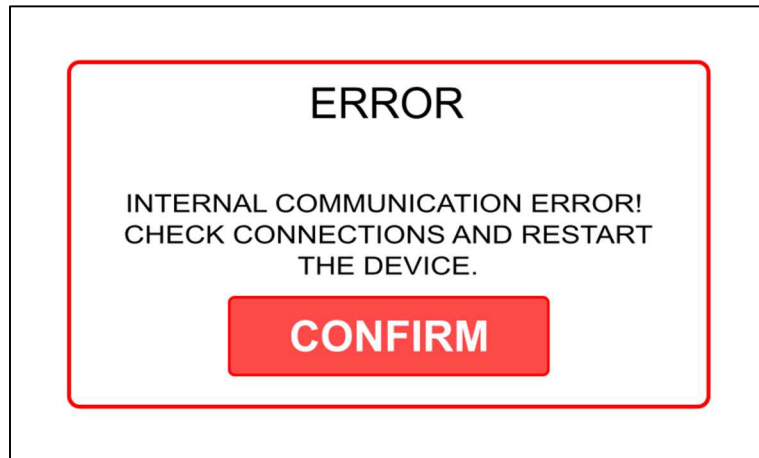 ERROR
INTERNAL COMMUNICATION ERROR!
CHECK CONNECTIONS AND RESTART
THE DEVICE.
CONFIRM